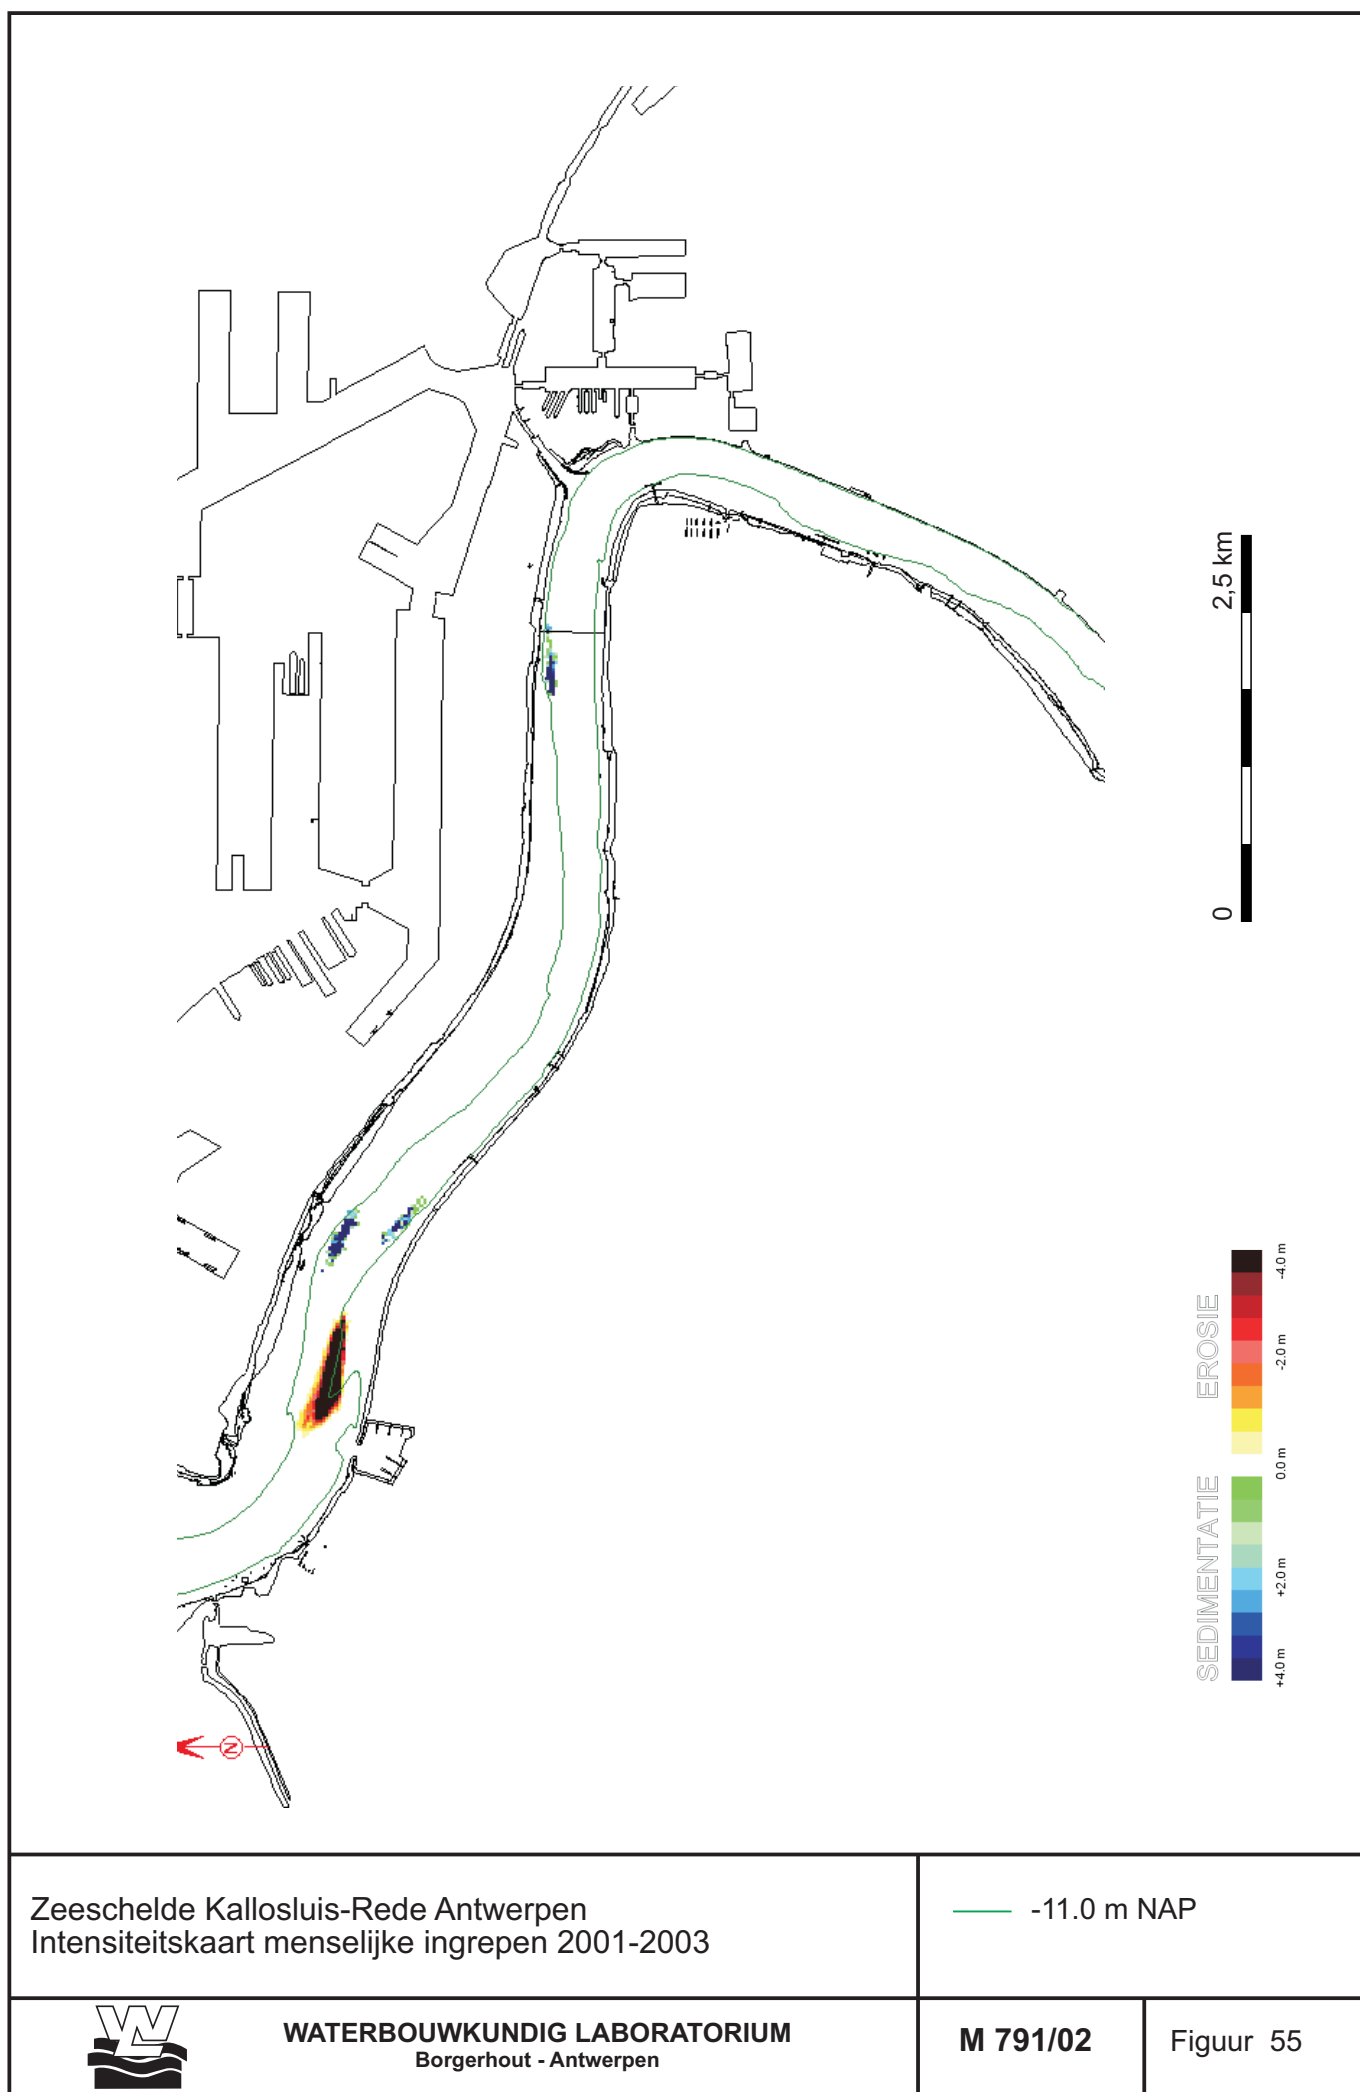 2,5 km
0
EROSIE
SEDIMENTATIE
-4.0 m
-2.0 m
0.0 m
+2.0 m
+4.0 m
N
Zeeschelde Kallosluis-Rede Antwerpen
Intensiteitskaart menselijke ingrepen 2001-2003
-11.0 m NAP
WL
WATERBOUWKUNDIG LABORATORIUM
Borgerhout - Antwerpen
M 791/02
Figuur 55